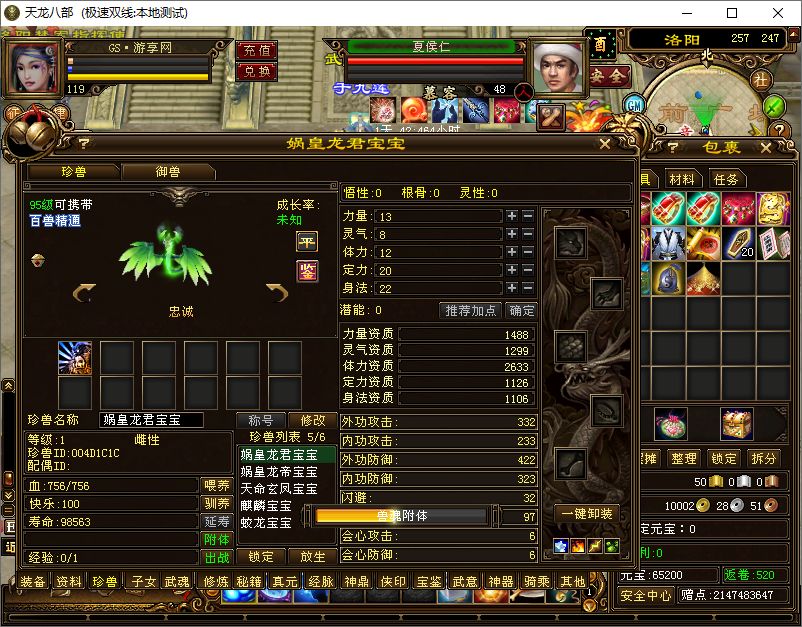 天龙八部 (极速双线:本地测试)
GS·游享网
119
充值
兑换
夏侯仁
48
慕容
安全
洛阳 257 247
北
社
GM
娲皇龙君宝宝
包裹
珍兽 御兽
材料 任务
95级可携带
百兽精通
成长率:
未知
平
鉴
忠诚
悟性:0 根骨:0 灵性:0
力量:13
灵气:8
体力:12
定力:20
身法:22
潜能:0 推荐加点 确定
力量资质 1488
灵气资质 1299
体力资质 2633
定力资质 1126
身法资质 1106
珍兽名称 娲皇龙君宝宝
称号 修改
等级:1 雌性
珍兽ID:004D1C1C
配偶ID:
血:756/756 喂养
快乐:100 驯养
寿命:98563 延寿
附体
经验:0/1 出战
珍兽列表 5/6
娲皇龙君宝宝
娲皇龙帝宝宝
天命玄凤宝宝
麒麟宝宝
蛟龙宝宝
锁定 放生
外功攻击: 332
内功攻击: 233
外功防御: 422
内功防御: 323
闪避: 32
兽魂附体
97
会心攻击: 6
会心防御: 6
一键卸装
20
摊 整理 锁定 拆分
50 0 0
10002 28 51
定元宝:0
利:0
元宝:65200 返卷:520
安全中心 赠点:2147483647
装备 资料 珍兽 子女 武魂 修炼 秘籍 真元 经脉 神鼎 侠印 宝鉴 武意 神器 骑乘 其他